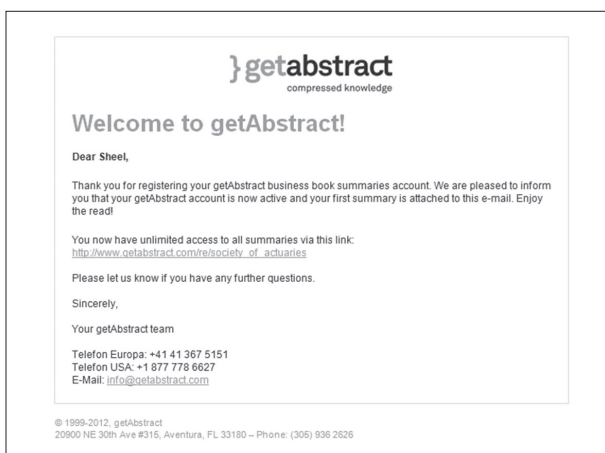 }getabstract
compressed knowledge
Welcome to getAbstract!
Dear Sheel,
Thank you for registering your getAbstract business book summaries account. We are pleased to inform
you that your getAbstract account is now active and your first summary is attached to this e-mail. Enjoy
the read!
You now have unlimited access to all summaries via this link:
http://www.getabstract.com/re/society_of_actuaries
Please let us know if you have any further questions.
Sincerely,
Your getAbstract team
Telefon Europa: +41 41 367 5151
Telefon USA: +1 877 778 6627
E-Mail: info@getabstract.com
© 1999-2012, getAbstract
20900 NE 30th Ave #315, Aventura, FL 33180 – Phone: (305) 936 2626